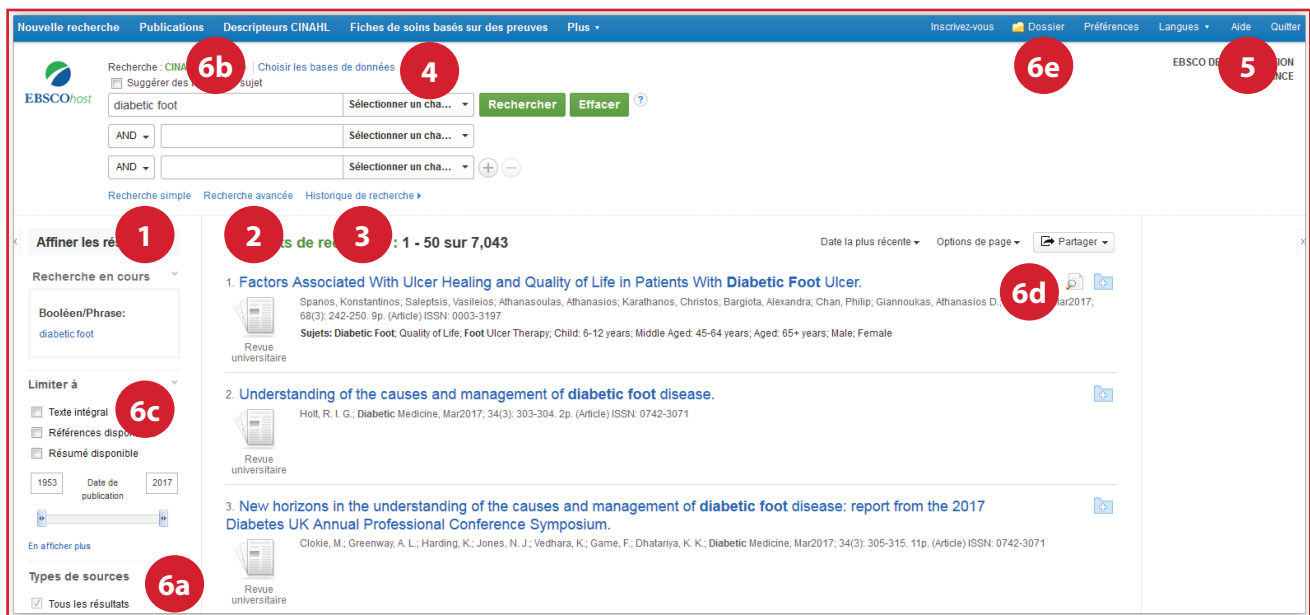 Nouvelle recherche Publications Descripteurs CINAHL Fiches de soins basés sur des preuves Plus Inscrivez-vous Dossier Préférences Langues Aide Quitter
6b 4 6e 5
Recherche : Choisir les bases de données EBSCO
Suggérer des sujet
EBSCOhost
diabetic foot Sélectionner un cha... Rechercher Effacer ?
AND Sélectionner un cha...
AND Sélectionner un cha...
Recherche simple Recherche avancée Historique de recherche
1 2 3
Affiner les : 1 - 50 sur 7,043 Date la plus récente Options de page Partager
Recherche en cours
Booléen/Phrase:
diabetic foot
Limiter à
6c
Texte intégral
Références
Résumé disponible
1953 Date de publication 2017
En afficher plus
Types de sources
6a
Tous les résultats
1. Factors Associated With Ulcer Healing and Quality of Life in Patients With Diabetic Foot Ulcer.
6d
Spanos, Konstantinos; Saleptsis, Vasileios; Athanasoulas, Athanasios; Karathanos, Christos; Bargiota, Alexandra; Chan, Philip; Giannoukas, Athanasios D.;
68(3): 242-250. 9p. (Article) ISSN: 0003-3197
Sujets: Diabetic Foot; Quality of Life; Foot Ulcer Therapy; Child: 6-12 years; Middle Aged: 45-64 years; Aged: 65+ years; Male; Female
Revue
universitaire
2. Understanding of the causes and management of diabetic foot disease.
Holt, R. I. G.; Diabetic Medicine, Mar2017; 34(3): 303-304. 2p. (Article) ISSN: 0742-3071
Revue
universitaire
3. New horizons in the understanding of the causes and management of diabetic foot disease: report from the 2017
Diabetes UK Annual Professional Conference Symposium.
Clokie, M.; Greenway, A. L.; Harding, K.; Jones, N. J.; Vedhara, K.; Game, F.; Dhatariya, K. K.; Diabetic Medicine, Mar2017; 34(3): 305-315. 11p. (Article) ISSN: 0742-3071
Revue
universitaire